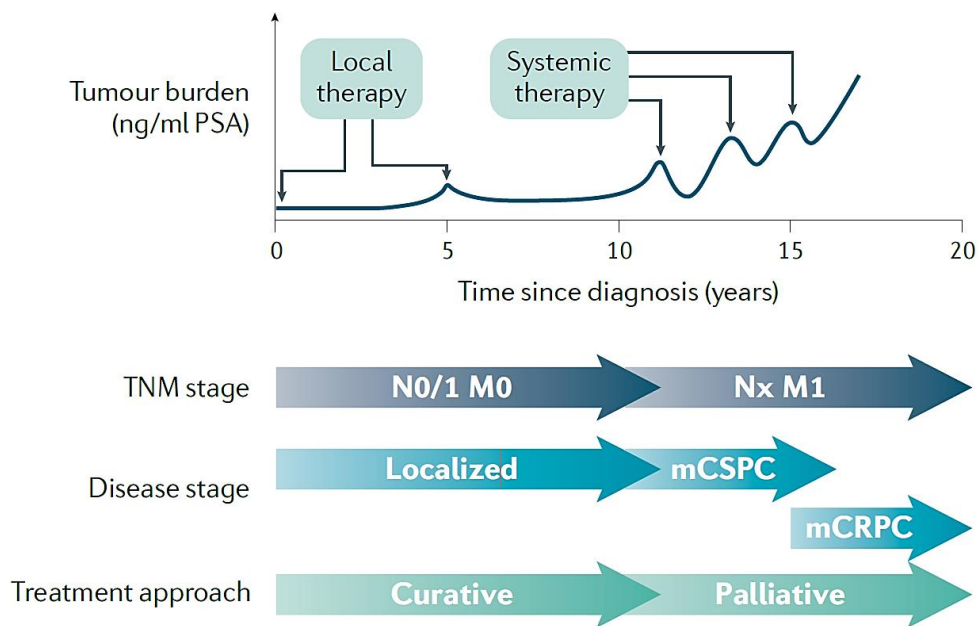 Local
therapy
Systemic
therapy
Tumour burden
(ng/ml PSA)
0 5 10 15 20
Time since diagnosis (years)
TNM stage
N0/1 M0
Nx M1
Disease stage
Localized
mCSPC
mCRPC
Treatment approach
Curative
Palliative